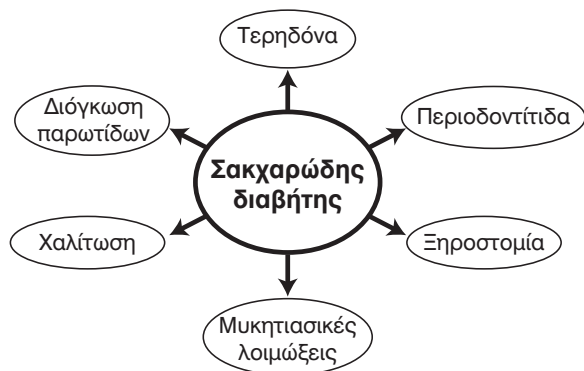 Τερηδόνα
Διόγκωση
παρωτίδων
Περιοδοντίτιδα
Σακχαρώδης
διαβήτης
Χαλίτωση
Ξηροστομία
Μυκητιασικές
λοιμώξεις